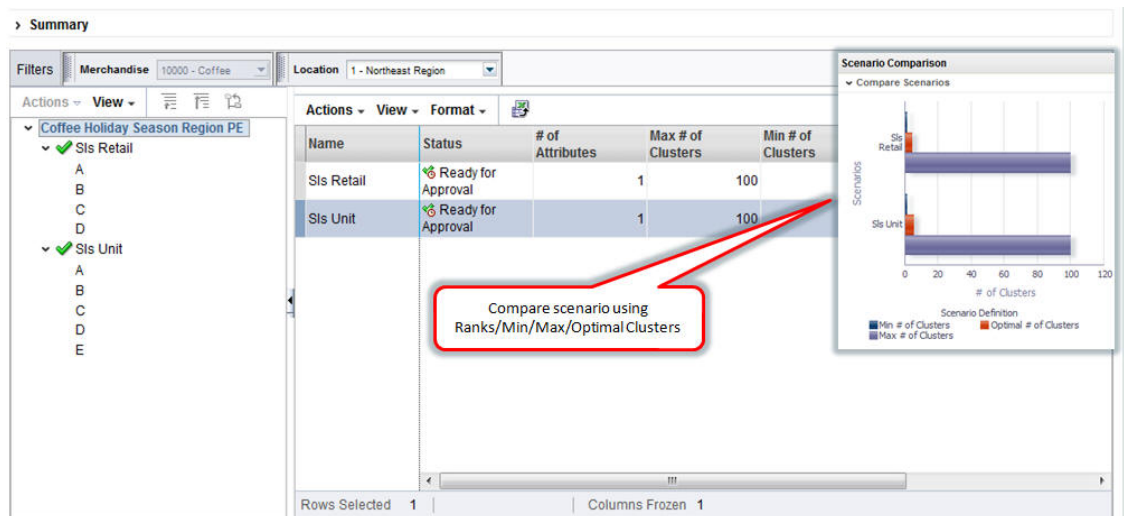 Summary
Filters Merchandise 10000 - Coffee Location 1 - Northeast Region
Actions View
Coffee Holiday Season Region PE
Sls Retail
A
B
C
D
Sls Unit
A
B
C
D
E
Actions View Format
Name Status # of Attributes Max # of Clusters Min # of Clusters
Sls Retail Ready for Approval 1 100
Sls Unit Ready for Approval 1 100
Compare scenario using
Ranks/Min/Max/Optimal Clusters
Rows Selected 1 Columns Frozen 1
Scenario Comparison
Compare Scenarios
Scenarios
Sls
Retail
Sls Unit
0 20 40 60 80 100 120
# of Clusters
Scenario Definition
Min # of Clusters Optimal # of Clusters
Max # of Clusters